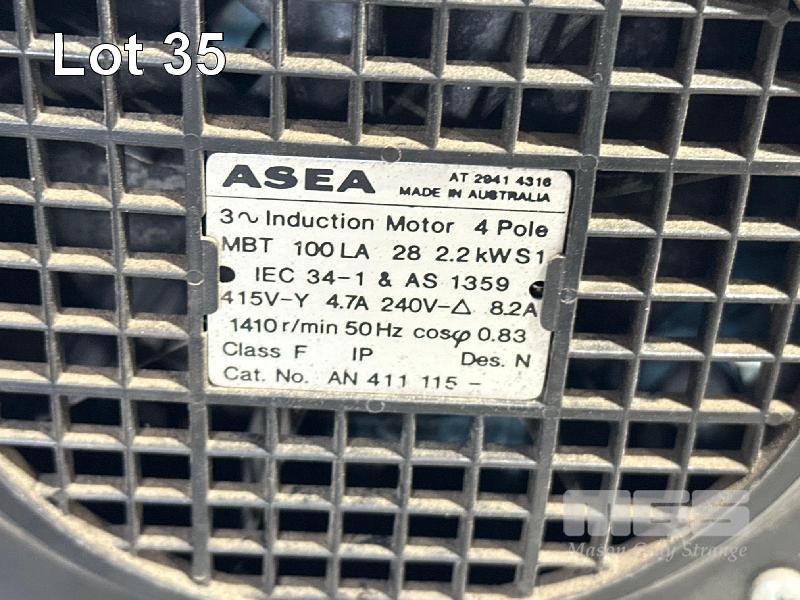 Lot 35
ASEA
AT 2941 4316
MADE IN AUSTRALIA
3~ Induction Motor 4 Pole
MBT 100 LA 28 2.2 kW S1
IEC 34-1 & AS 1359
415V-Y 4.7A 240V-△ 8.2A
1410 r/min 50 Hz cosφ 0.83
Class F IP Des. N
Cat. No. AN 411 115 -
MGS
Mason Gray Strange